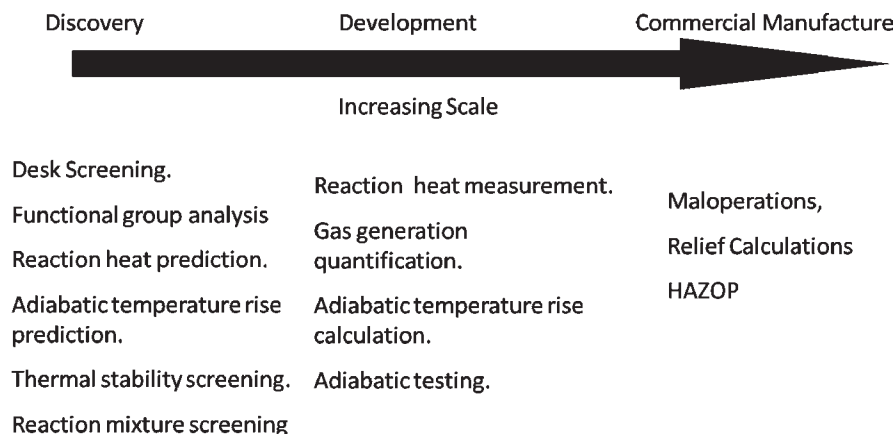 Discovery
Development
Commercial Manufacture
Increasing Scale
Desk Screening.
Functional group analysis
Reaction heat prediction.
Adiabatic temperature rise
prediction.
Thermal stability screening.
Reaction mixture screening
Reaction heat measurement.
Gas generation
quantification.
Adiabatic temperature rise
calculation.
Adiabatic testing.
Maloperations,
Relief Calculations
HAZOP